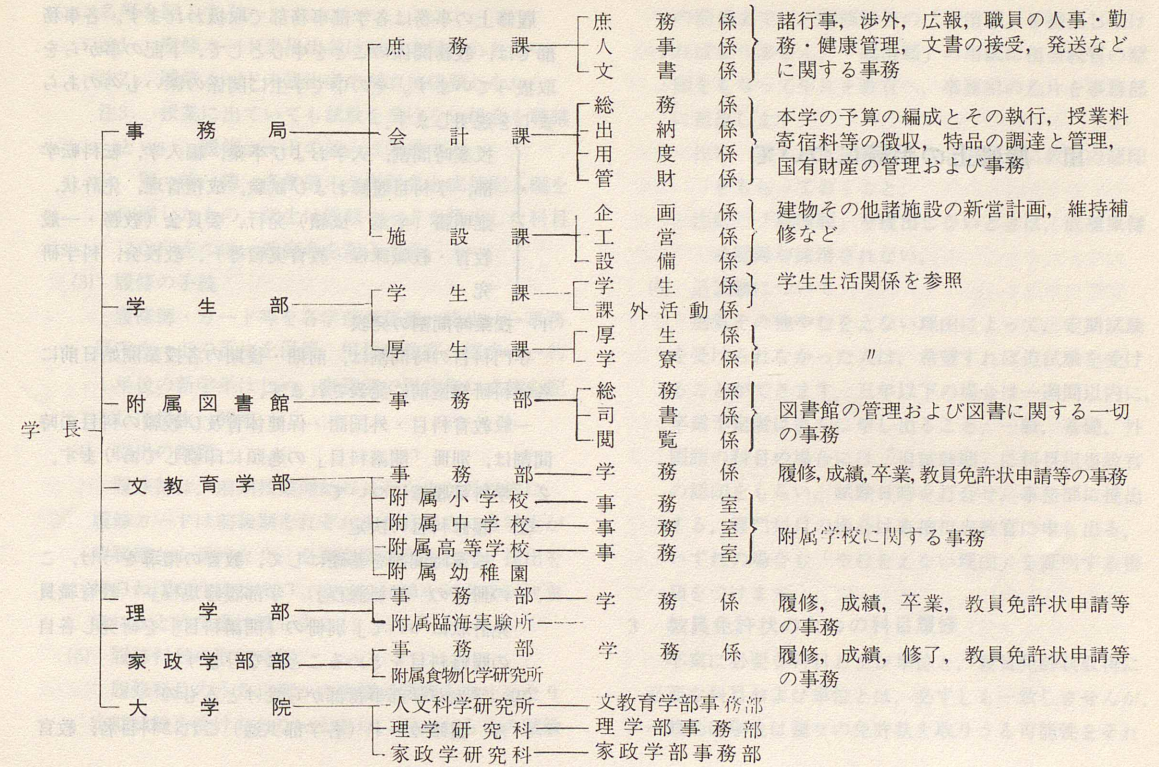 学長
事務局
庶務課
庶務係
人事係
文書係
諸行事，渉外，広報，職員の人事・勤
務・健康管理，文書の接受，発送など
に関する事務
会計課
総務係
出納係
用度係
管財係
本学の予算の編成とその執行，授業料
寄宿料等の徴収，特品の調達と管理，
国有財産の管理および事務
施設課
企画係
工営係
設備係
建物その他諸施設の新営計画，維持補
修など
学生部
学生課
学生係
課外活動係
学生生活関係を参照
厚生課
厚生係
学寮係
〃
附属図書館
事務部
総務係
司書係
閲覧係
図書館の管理および図書に関する一切
の事務
文教育学部
事務部
学務係
履修，成績，卒業，教員免許状申請等の事務
附属小学校
事務室
附属中学校
事務室
附属高等学校
事務室
附属学校に関する事務
附属幼稚園
理学部
事務部
学務係
履修，成績，卒業，教員免許状申請等
の事務
附属臨海実験所
家政学部部
事務部
学務係
履修，成績，修了，教員免許状申請等
の事務
附属食物化学研究所
大学院
人文科学研究所
文教育学部事務部
理学研究科
理学部事務部
家政学研究科
家政学部事務部